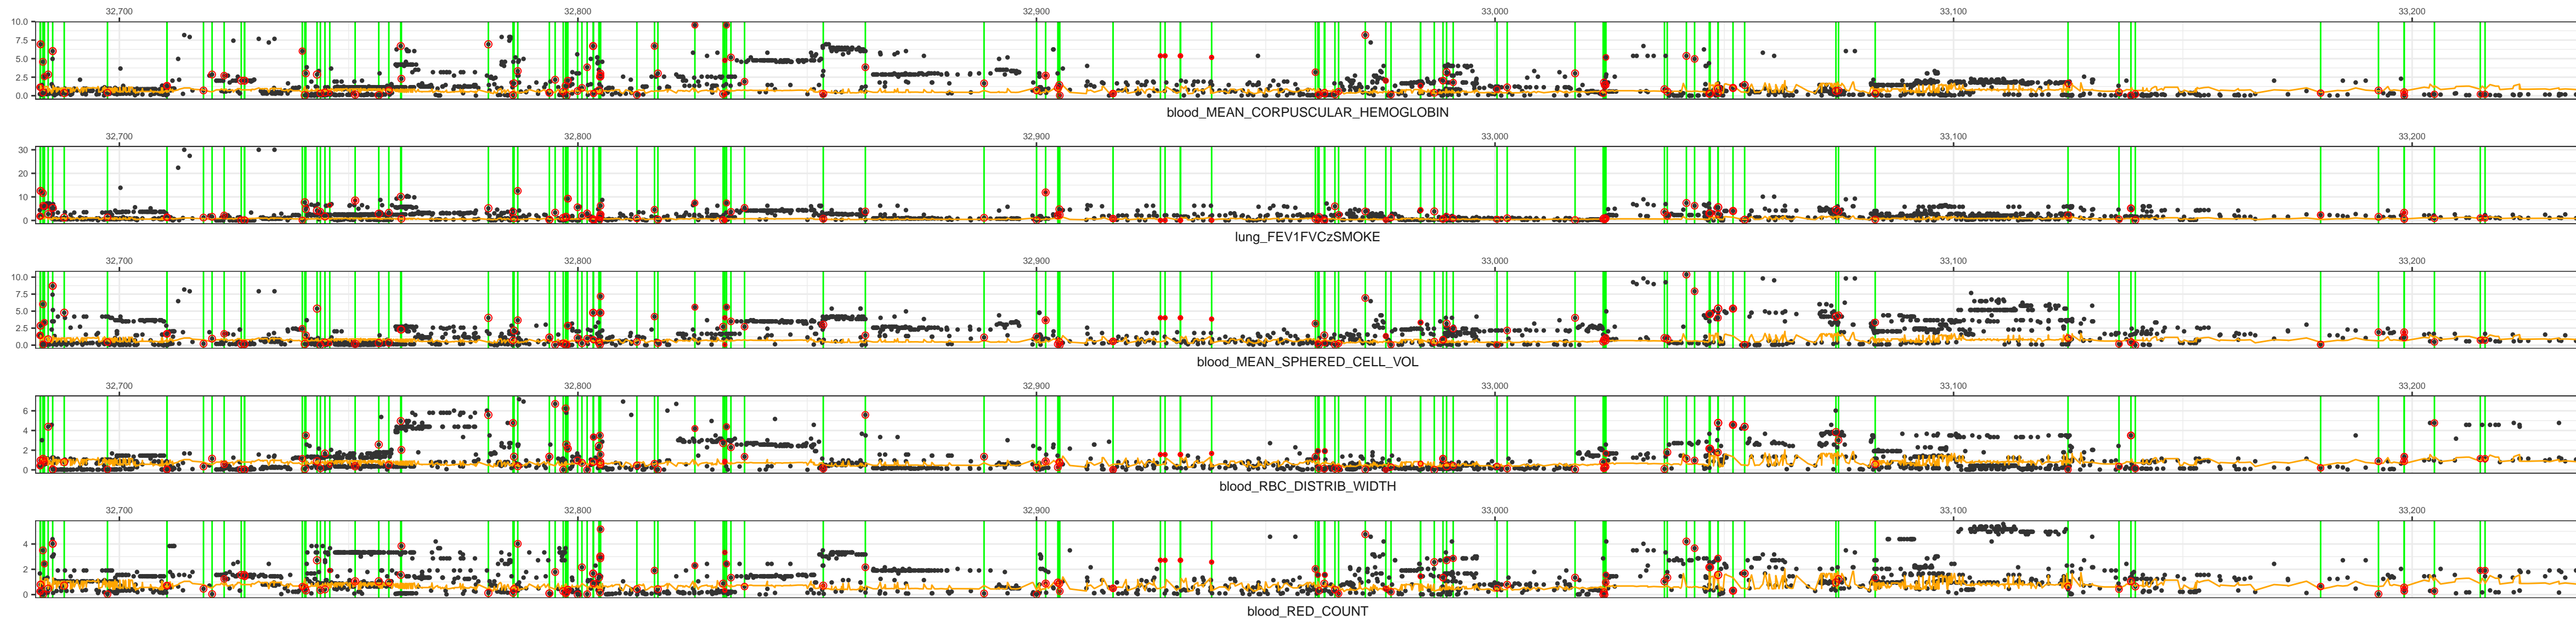 32,700 32,800 32,900 33,000 33,100 33,200
10.0
7.5
5.0
2.5
0.0
blood_MEAN_CORPUSCULAR_HEMOGLOBIN
32,700 32,800 32,900 33,000 33,100 33,200
30
20
10
0
lung_FEV1FVCzSMOKE
32,700 32,800 32,900 33,000 33,100 33,200
10.0
7.5
5.0
2.5
0.0
blood_MEAN_SPHERED_CELL_VOL
32,700 32,800 32,900 33,000 33,100 33,200
6
4
2
0
blood_RBC_DISTRIB_WIDTH
32,700 32,800 32,900 33,000 33,100 33,200
4
2
0
blood_RED_COUNT